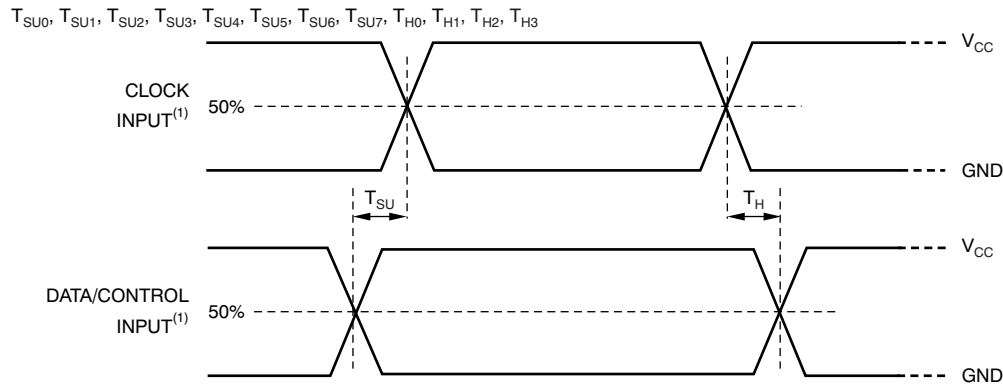 TSU0, TSU1, TSU2, TSU3, TSU4, TSU5, TSU6, TSU7, TH0, TH1, TH2, TH3
VCC
CLOCK
INPUT(1)
50%
GND
TSU
TH
VCC
DATA/CONTROL
INPUT(1)
50%
GND